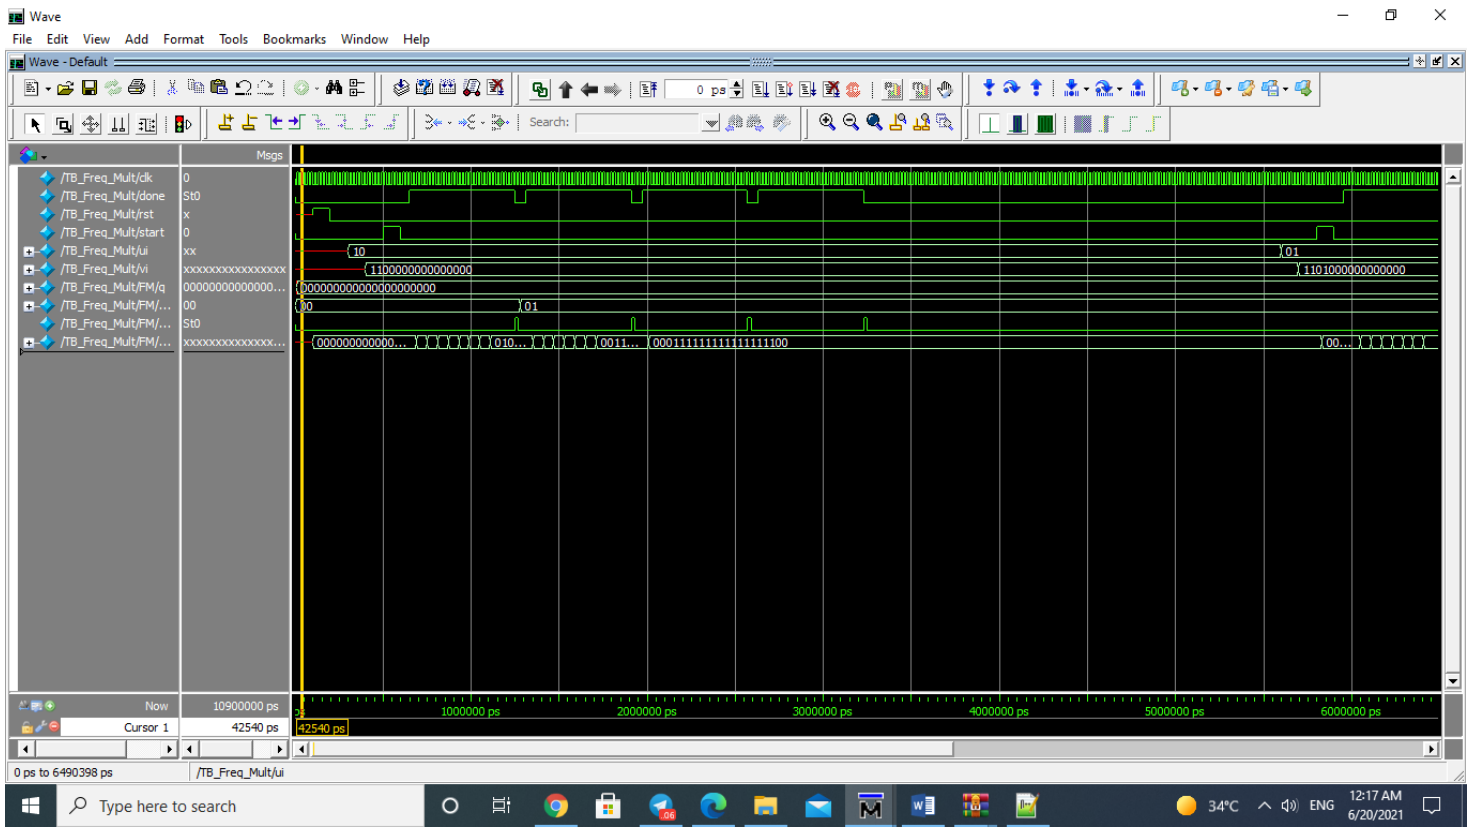 Wave
File Edit View Add Format Tools Bookmarks Window Help
Wave - Default
0 ps
Search:
Msgs
/TB_Freq_Mult/clk 0
/TB_Freq_Mult/done St0
/TB_Freq_Mult/rst x
/TB_Freq_Mult/start 0
/TB_Freq_Mult/ui xx 10 01
/TB_Freq_Mult/vi xxxxxxxxxxxxxxxx 1100000000000000 1101000000000000
/TB_Freq_Mult/FM/q 00000000000000... 000000000000000000000
/TB_Freq_Mult/FM/... 00 00 01
/TB_Freq_Mult/FM/... St0
/TB_Freq_Mult/FM/... xxxxxxxxxxxxxx... 000000000000... 010... 0011... 000111111111111111100 00...
Now 10900000 ps 1000000 ps 2000000 ps 3000000 ps 4000000 ps 5000000 ps 6000000 ps
Cursor 1 42540 ps 42540 ps
0 ps to 6490398 ps /TB_Freq_Mult/ui
Type here to search .06 34°C ENG 12:17 AM
6/20/2021